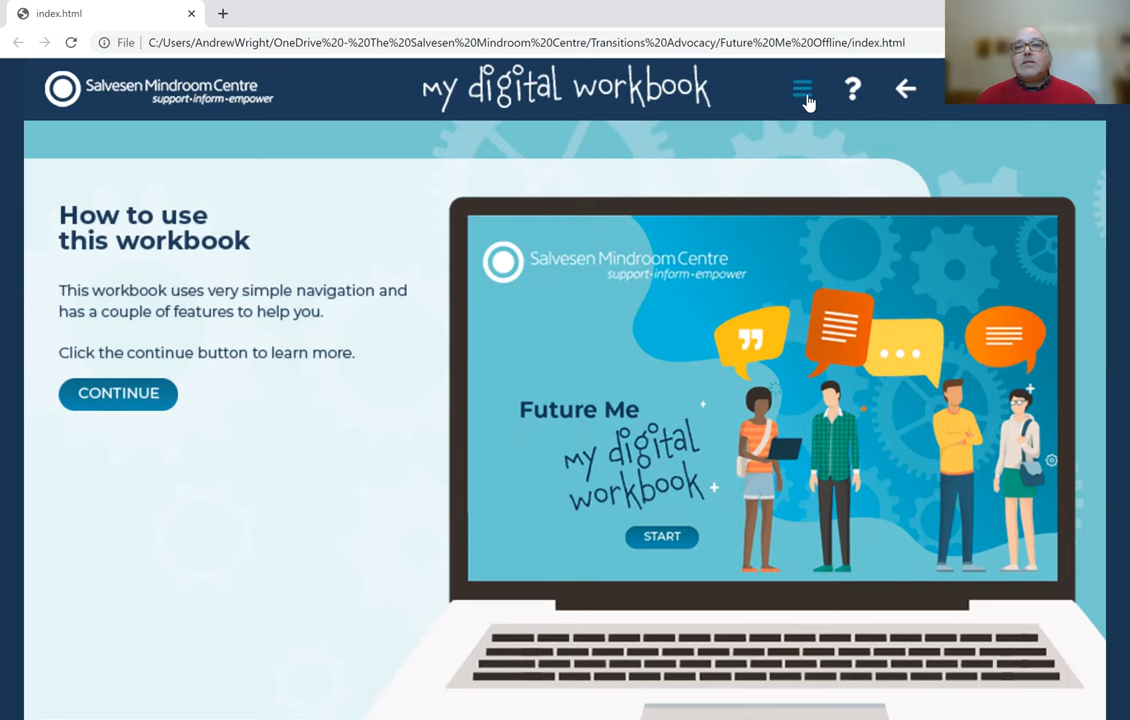 index.html
File
C:/Users/AndrewWright/OneDrive%20-%20The%20Salvesen%20Mindroom%20Centre/Transitions%20Advocacy/Future%20Me%20Offline/index.html
Salvesen Mindroom Centre
support·inform·empower
my digital workbook
?
How to use
this workbook
This workbook uses very simple navigation and
has a couple of features to help you.
Click the continue button to learn more.
CONTINUE
Salvesen Mindroom Centre
support·inform·empower
Future Me
my digital
workbook
START